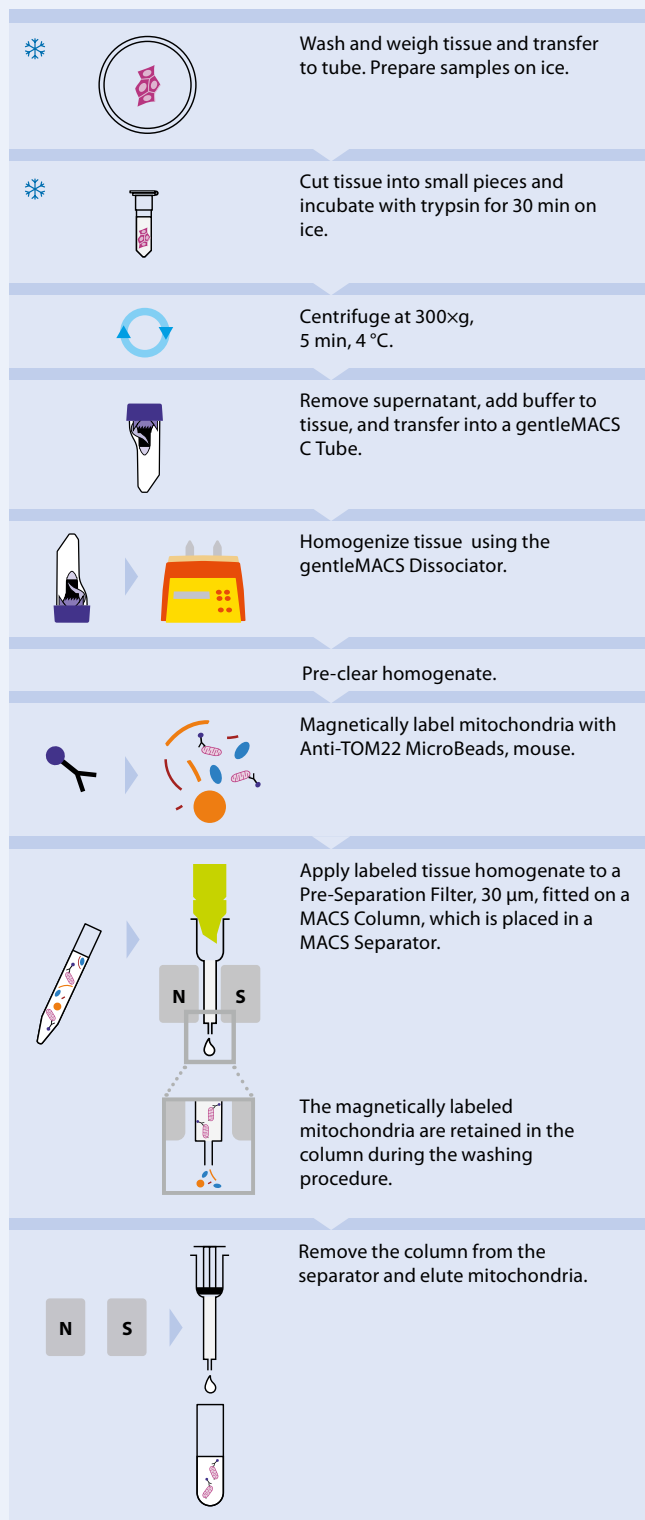 Wash and weigh tissue and transfer
to tube. Prepare samples on ice.
Cut tissue into small pieces and
incubate with trypsin for 30 min on
ice.
Centrifuge at 300×g,
5 min, 4 °C.
Remove supernatant, add buffer to
tissue, and transfer into a gentleMACS
C Tube.
Homogenize tissue using the
gentleMACS Dissociator.
Pre-clear homogenate.
Magnetically label mitochondria with
Anti-TOM22 MicroBeads, mouse.
Apply labeled tissue homogenate to a
Pre-Separation Filter, 30 µm, fitted on a
MACS Column, which is placed in a
MACS Separator.
N S
The magnetically labeled
mitochondria are retained in the
column during the washing
procedure.
Remove the column from the
separator and elute mitochondria.
N S